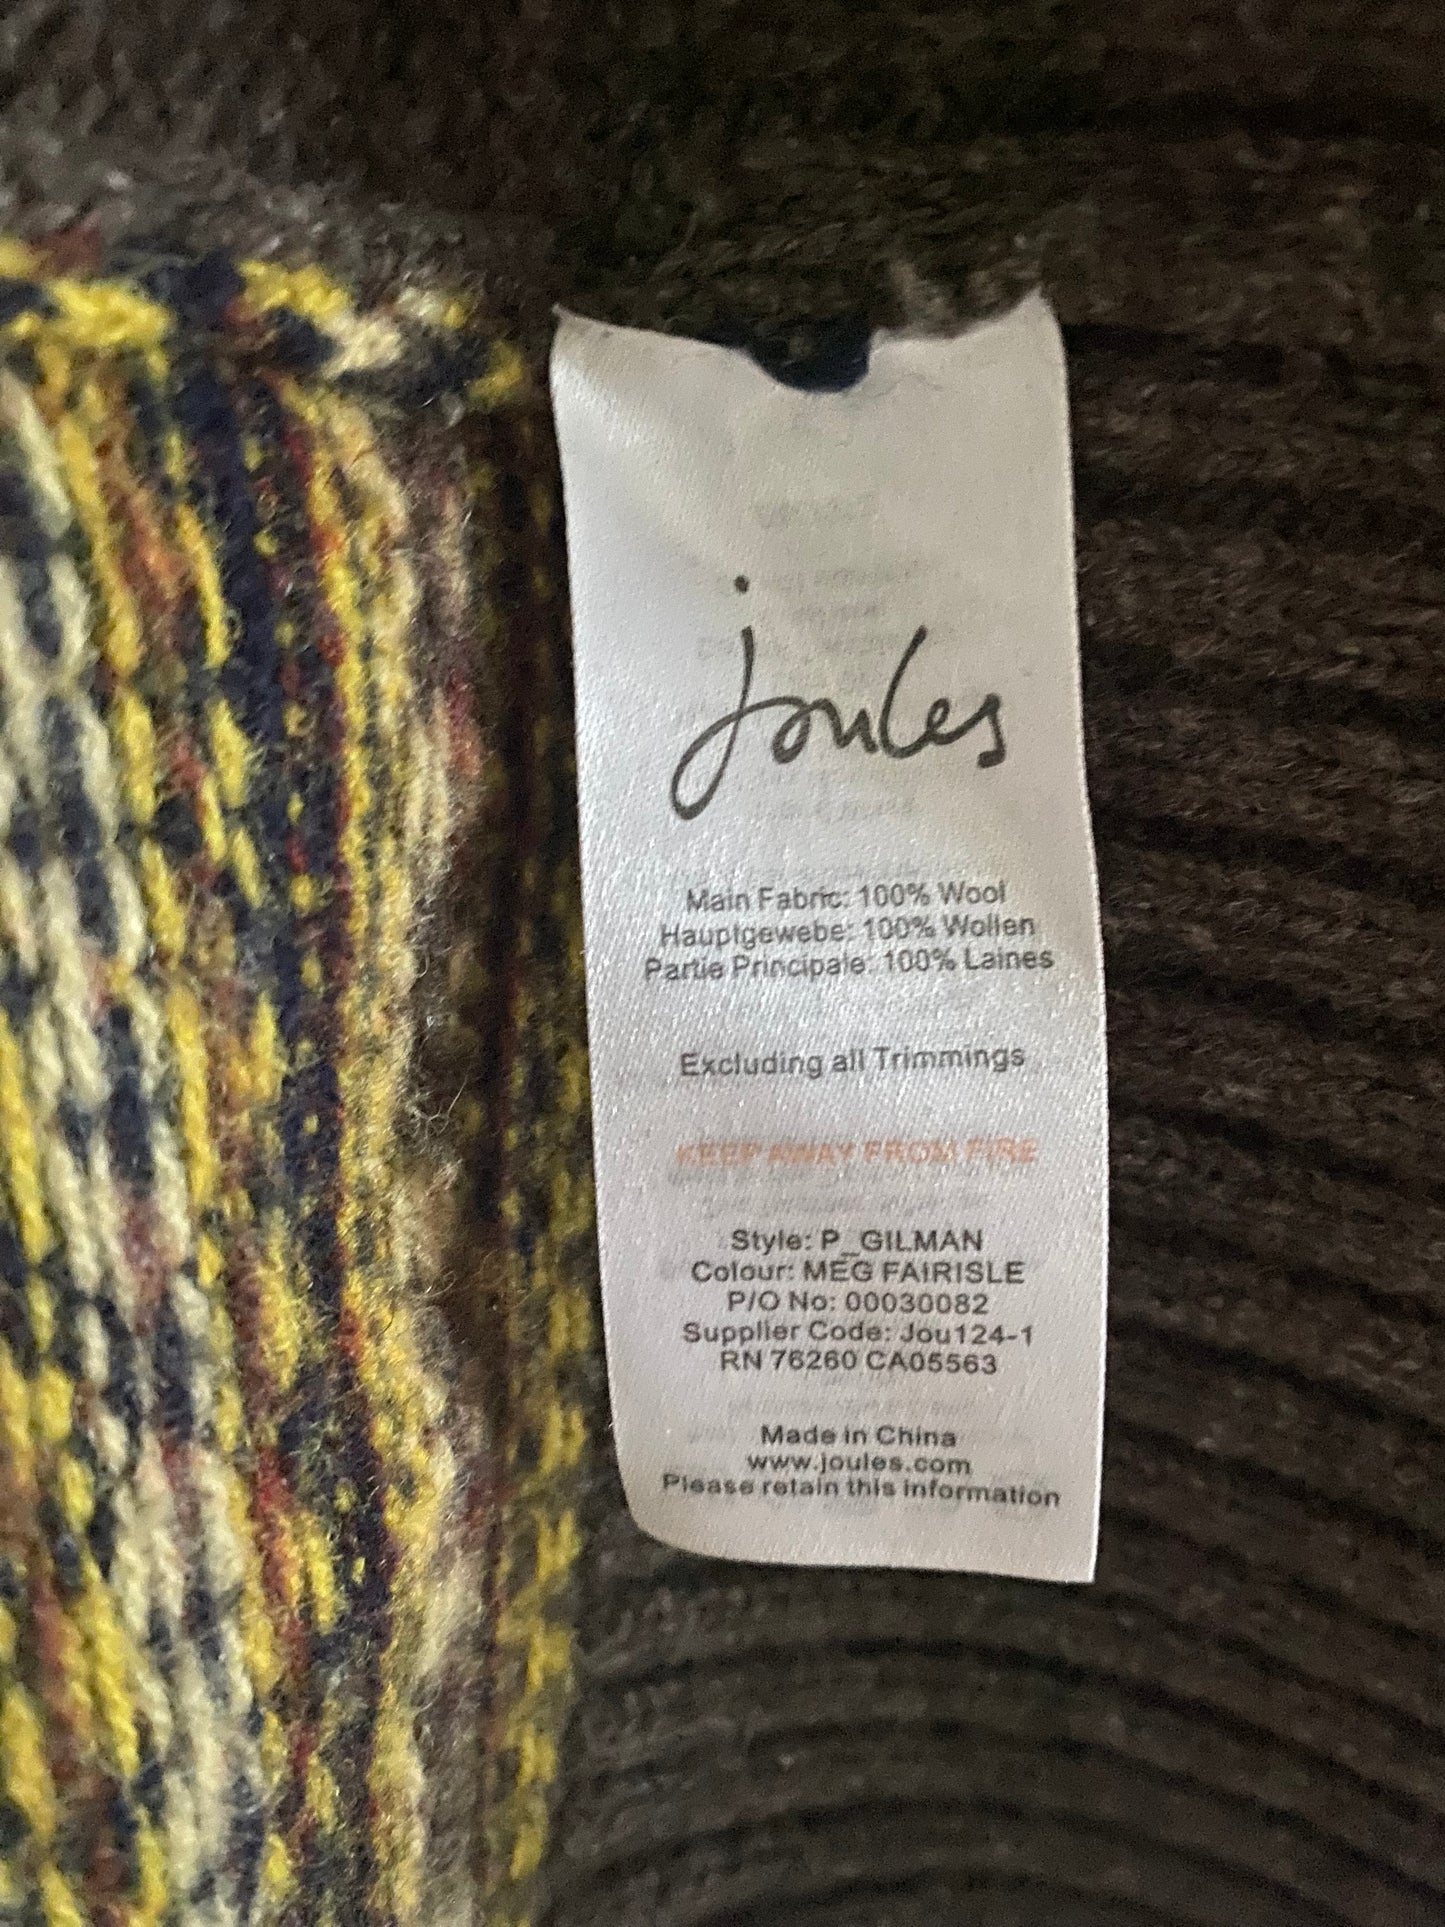 joules
Main Fabric: 100% Wool
Hauptgewebe: 100% Wollen
Partie Principale: 100% Laines
Excluding all Trimmings
KEEP AWAY FROM FIRE
Style: P_GILMAN
Colour: MEG FAIRISLE
P/O No: 00030082
Supplier Code: Jou124-1
RN 76260 CA05563
Made in China
www.joules.com
Please retain this information